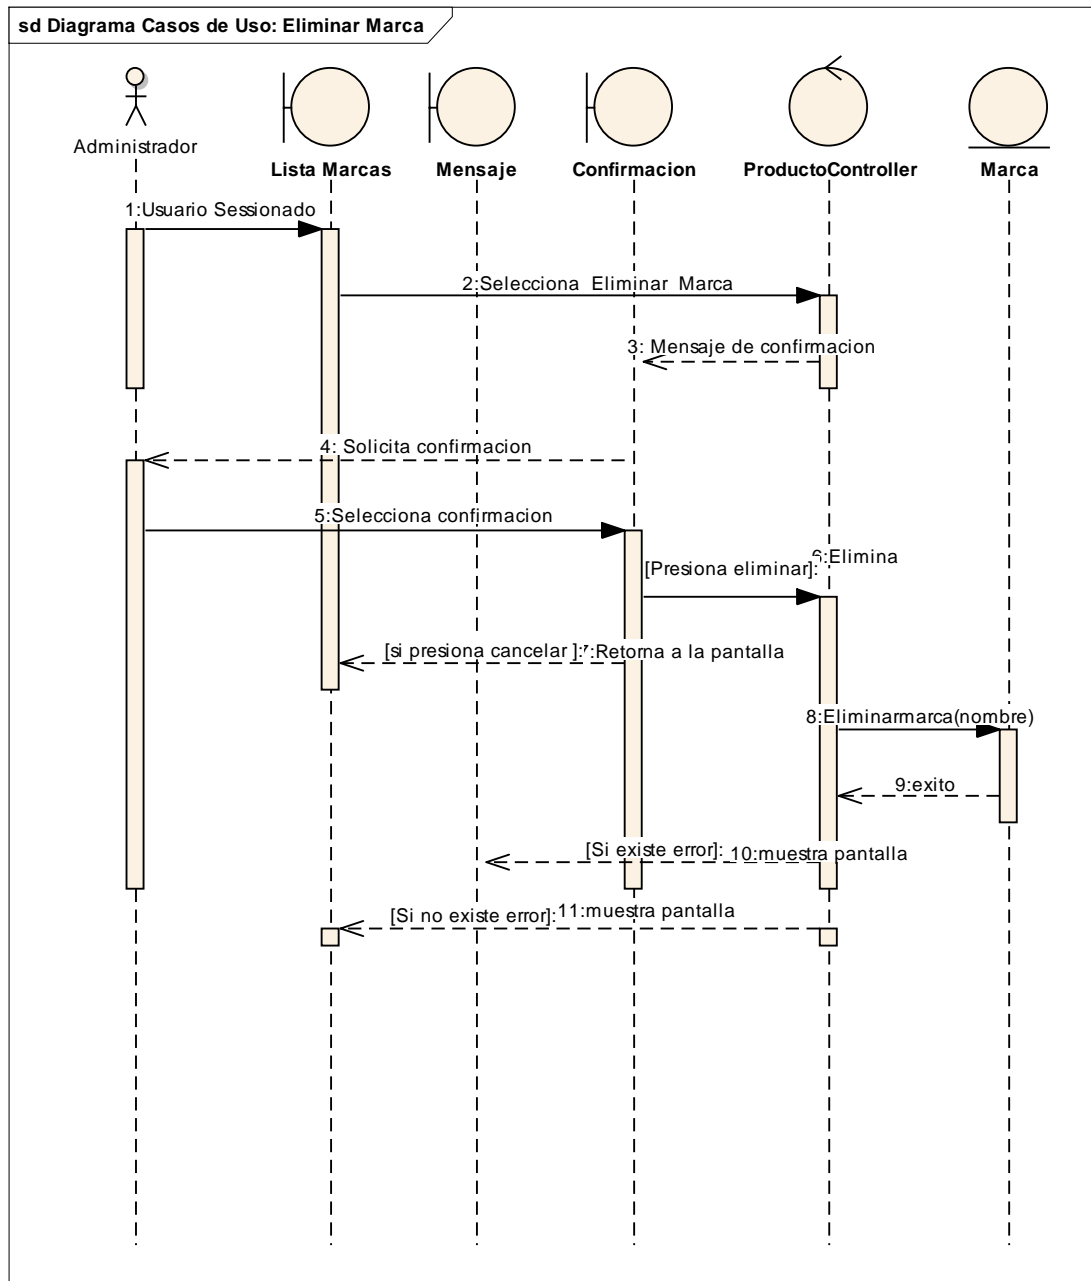 sd Diagrama Casos de Uso: Eliminar Marca
Administrador
Lista Marcas
Mensaje
Confirmacion
ProductoController
Marca
1:Usuario Sessionado
2:Selecciona Eliminar Marca
3: Mensaje de confirmacion
4: Solicita confirmacion
5:Selecciona confirmacion
[Presiona eliminar]: 6:Elimina
[si presiona cancelar ]:7:Retorna a la pantalla
8:Eliminarmarca(nombre)
9:exito
[Si existe error]: 10:muestra pantalla
[Si no existe error]: 11:muestra pantalla